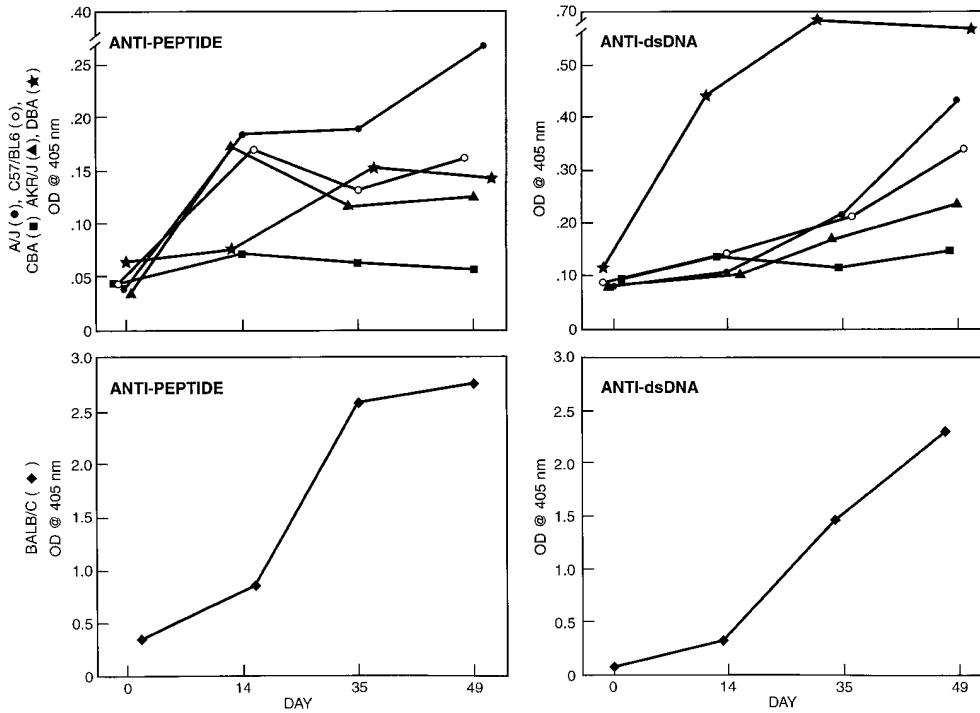 .40
.25
.20
.15
.10
.05
0
ANTI-PEPTIDE
A/J (●), C57/BL6 (○),
CBA (■) AKR/J (▲), DBA (★)
OD @ 405 nm
.70
.50
.40
.30
.20
.10
0
ANTI-dsDNA
OD @ 405 nm
3.0
2.5
2.0
1.5
1.0
0.5
0
ANTI-PEPTIDE
BALB/C (◆)
OD @ 405 nm
0 14 35 49
DAY
3.0
2.5
2.0
1.5
1.0
0.5
0
ANTI-dsDNA
OD @ 405 nm
0 14 35 49
DAY